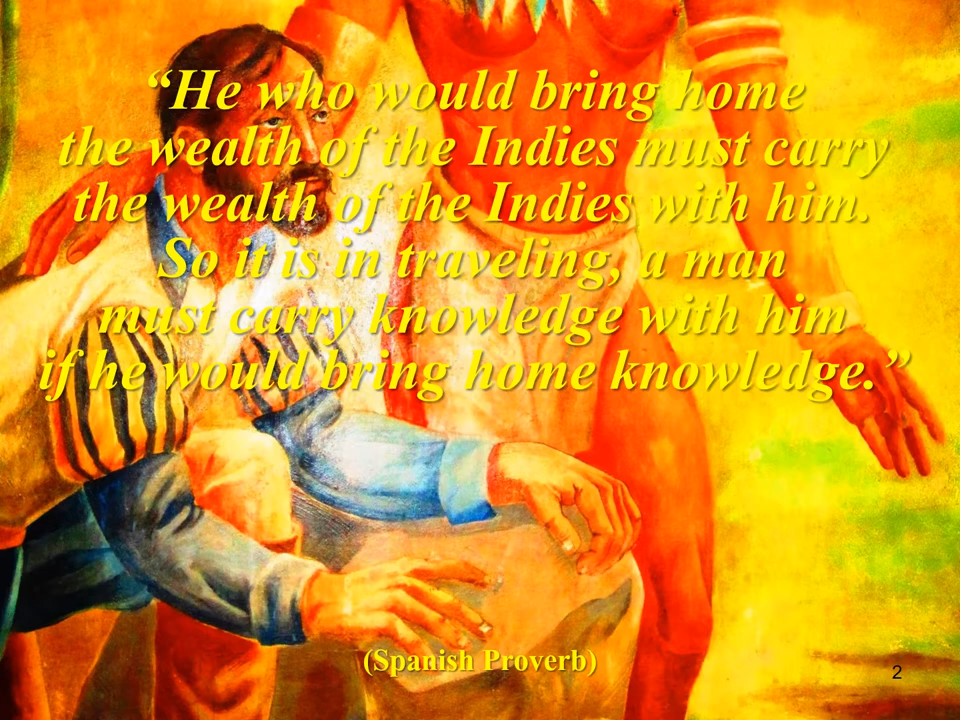 “He who would bring home
the wealth of the Indies must carry
the wealth of the Indies with him.
So it is in traveling, a man
must carry knowledge with him
if he would bring home knowledge.”
(Spanish Proverb)
2